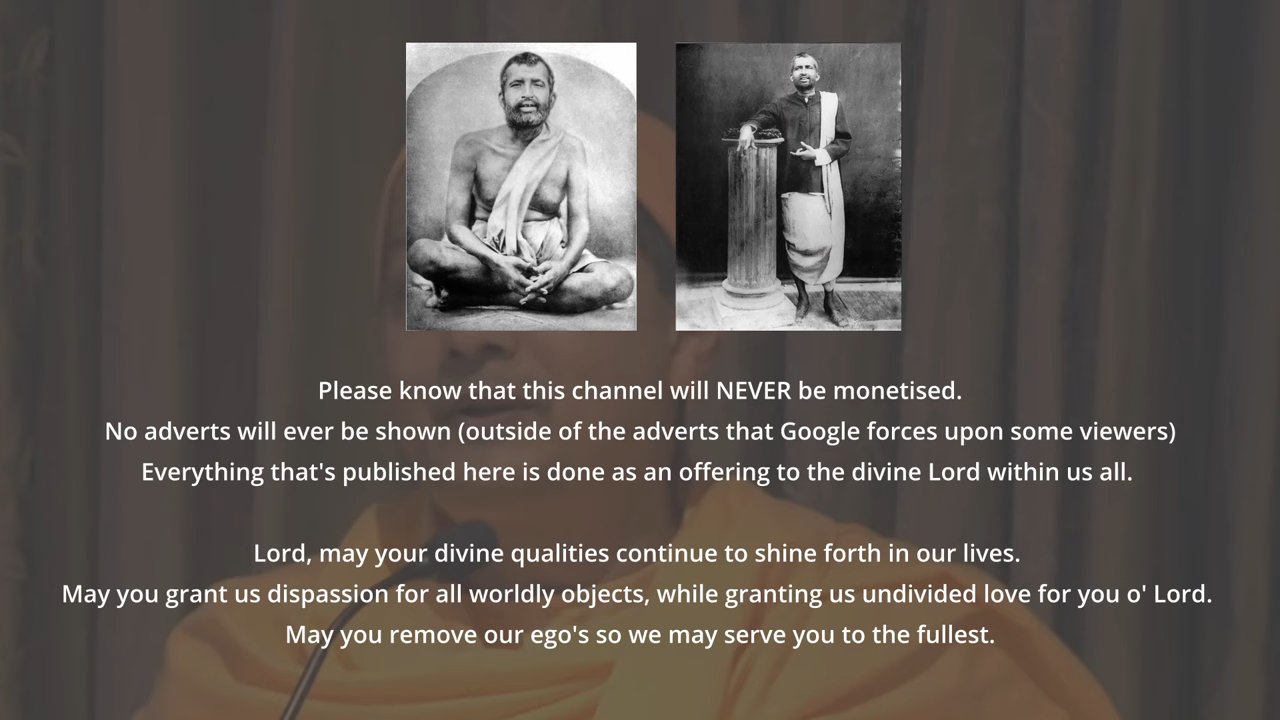 Please know that this channel will NEVER be monetised.
No adverts will ever be shown (outside of the adverts that Google forces upon some viewers)
Everything that's published here is done as an offering to the divine Lord within us all.
Lord, may your divine qualities continue to shine forth in our lives.
May you grant us dispassion for all worldly objects, while granting us undivided love for you o' Lord.
May you remove our ego's so we may serve you to the fullest.